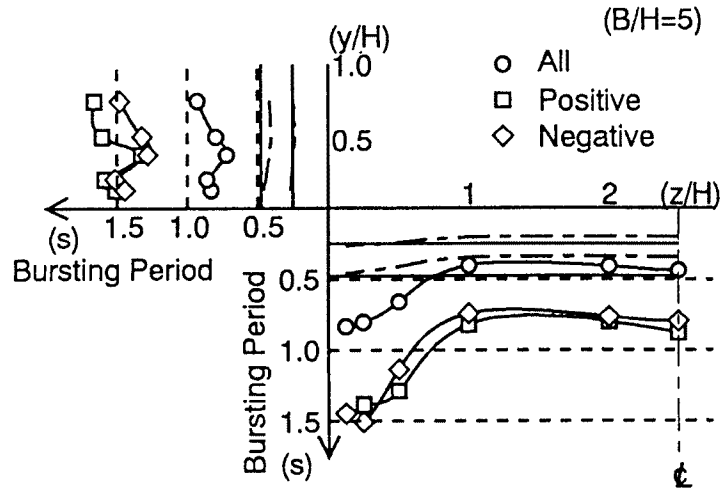 (B/H=5)
(y/H)
1.0
All
Positive
Negative
0.5
1 2 (z/H)
(s) 1.5 1.0 0.5
Bursting Period
0.5
1.0
1.5
Bursting Period
(s)
℄